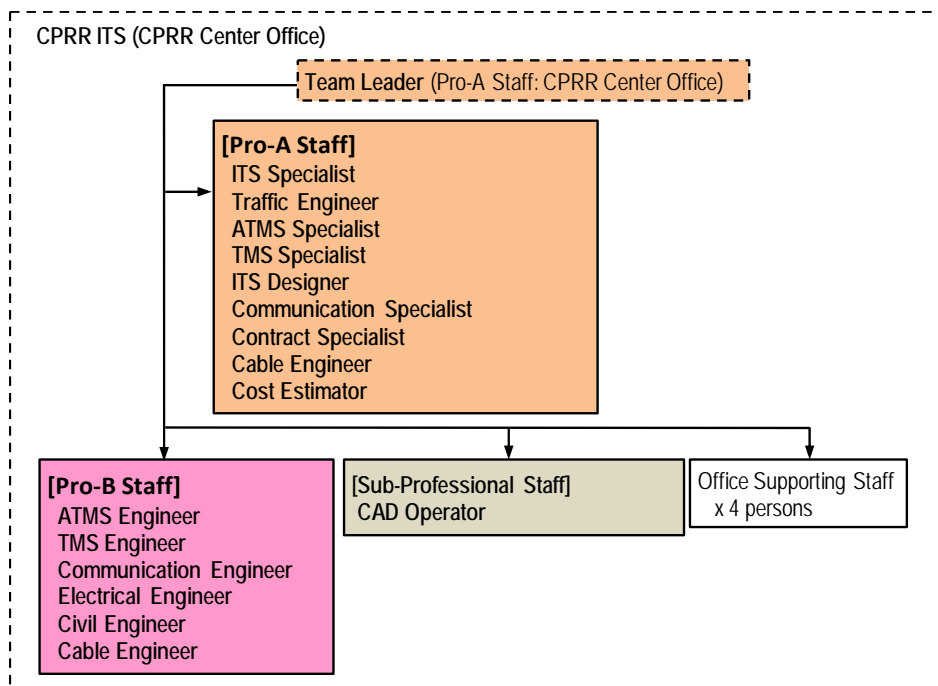 CPRR ITS (CPRR Center Office)
Team Leader (Pro-A Staff: CPRR Center Office)
[Pro-A Staff]
ITS Specialist
Traffic Engineer
ATMS Specialist
TMS Specialist
ITS Designer
Communication Specialist
Contract Specialist
Cable Engineer
Cost Estimator
[Pro-B Staff]
ATMS Engineer
TMS Engineer
Communication Engineer
Electrical Engineer
Civil Engineer
Cable Engineer
[Sub-Professional Staff]
CAD Operator
Office Supporting Staff
x 4 persons